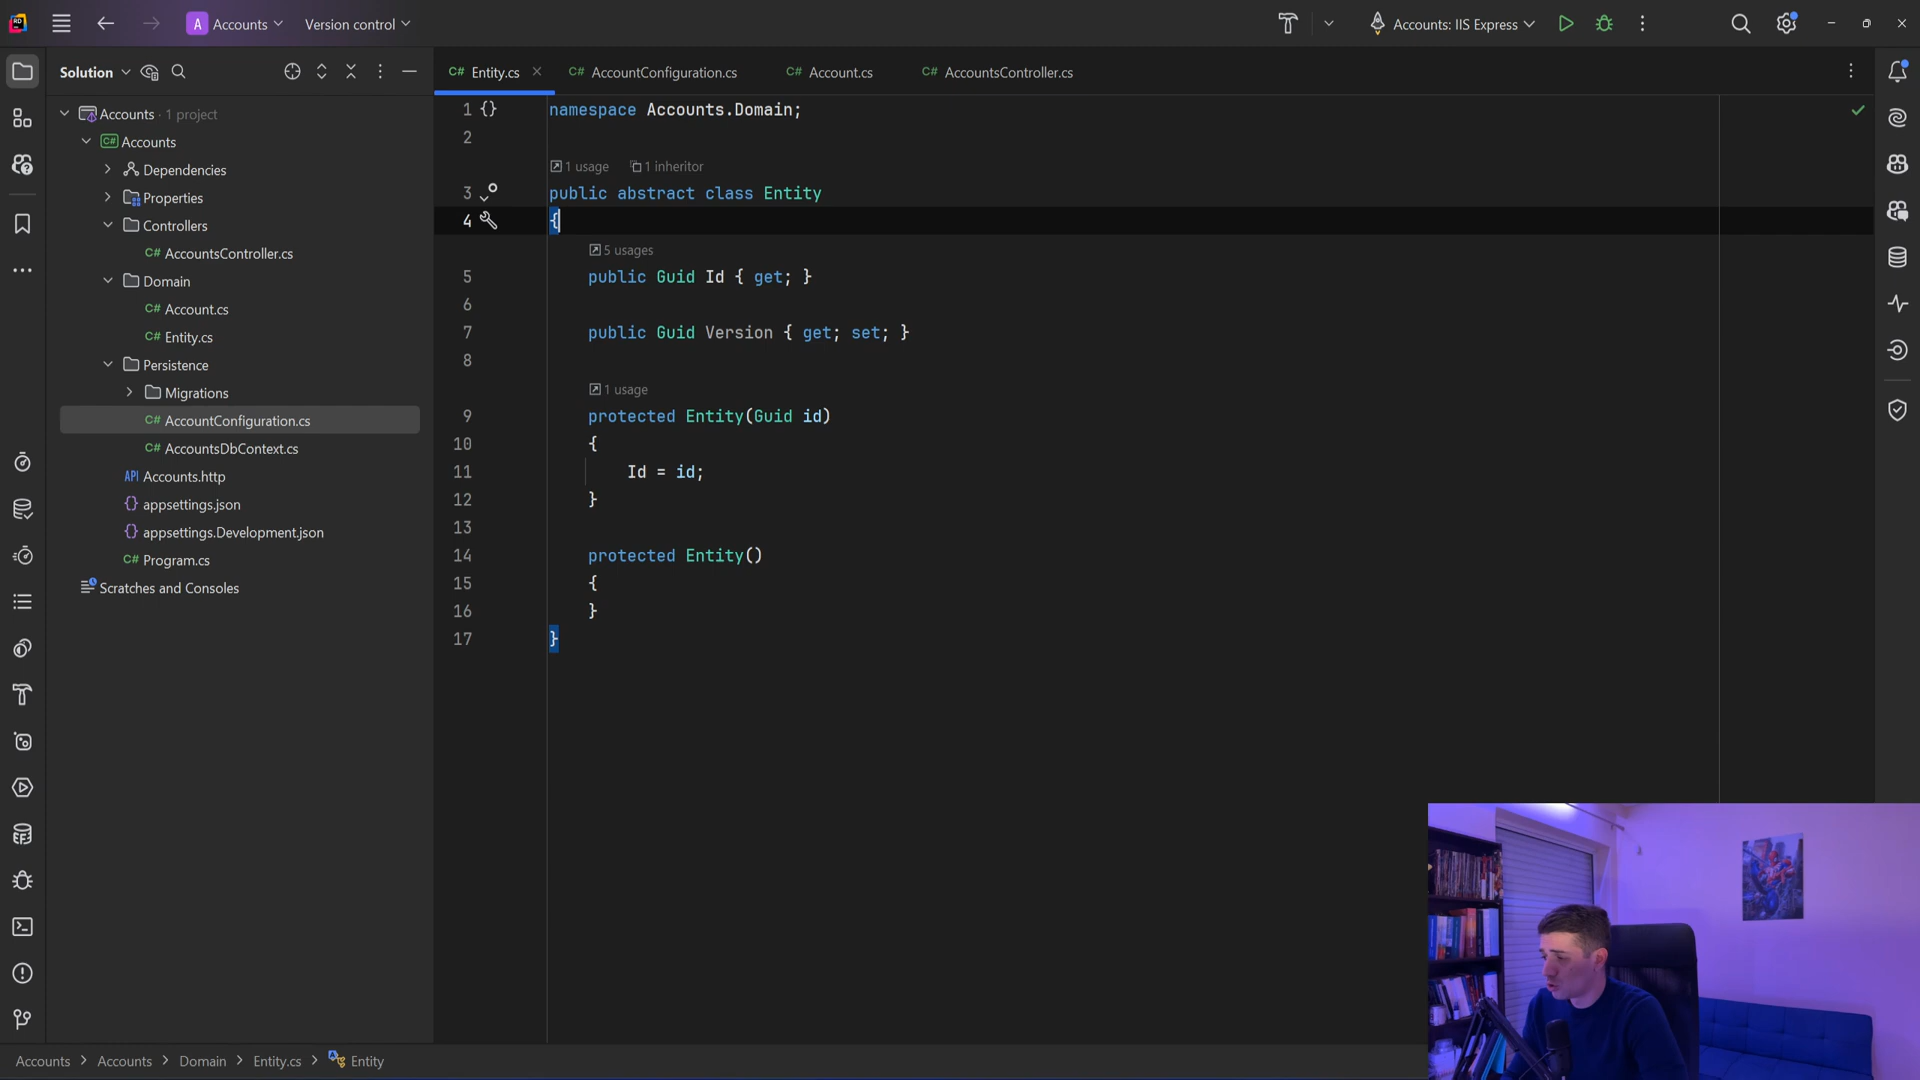 Accounts
Version control
Accounts: IIS Express
Solution
Accounts · 1 project
Accounts
Dependencies
Properties
Controllers
C# AccountsController.cs
Domain
C# Account.cs
C# Entity.cs
Persistence
Migrations
C# AccountConfiguration.cs
C# AccountsDbContext.cs
API Accounts.http
{} appsettings.json
{} appsettings.Development.json
C# Program.cs
Scratches and Consoles
C# Entity.cs
C# AccountConfiguration.cs
C# Account.cs
C# AccountsController.cs
1 namespace Accounts.Domain;
2
1 usage 1 inheritor
3 public abstract class Entity
4 {
5 usages
5 public Guid Id { get; }
6
7 public Guid Version { get; set; }
8
1 usage
9 protected Entity(Guid id)
10 {
11 Id = id;
12 }
13
14 protected Entity()
15 {
16 }
17 }
Accounts > Accounts > Domain > Entity.cs > Entity